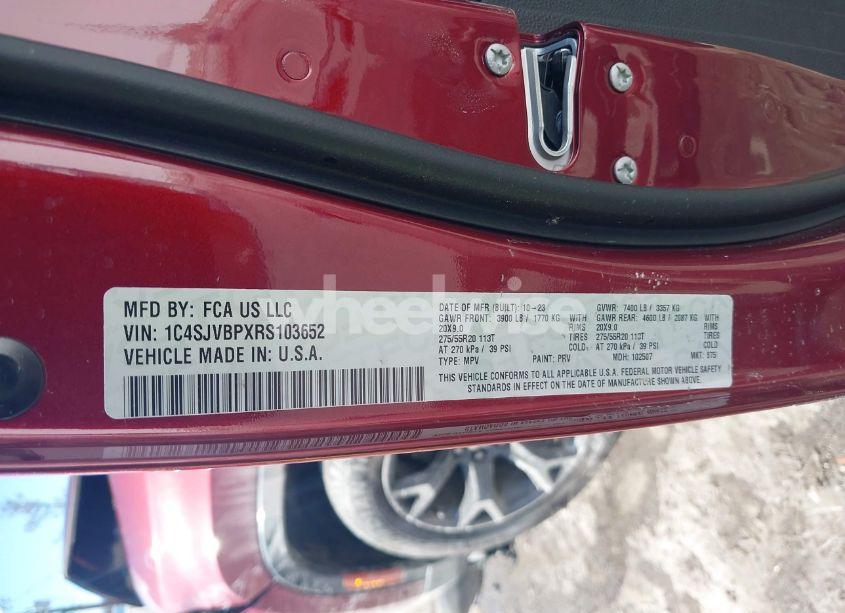 MFD BY: FCA US LLC
VIN: 1C4SJVBPXRS103652
VEHICLE MADE IN: U.S.A.
DATE OF MFR (BUILT): 10-23 GVWR: 7400 LB / 3357 KG
GAWR FRONT: 3900 LB / 1770 KG WITH GAWR REAR: 4600 LB / 2087 KG WITH
20X9.0 RIMS 20X9.0 RIMS
275/55R20 113T TIRES 275/55R20 113T TIRES
AT 270 kPa / 39 PSI COLD. AT 270 kPa / 39 PSI COLD.
TYPE: MPV PAINT: PRV MDH: 102507 MKT: 975
THIS VEHICLE CONFORMS TO ALL APPLICABLE U.S.A. FEDERAL MOTOR VEHICLE SAFETY
STANDARDS IN EFFECT ON THE DATE OF MANUFACTURE SHOWN ABOVE.